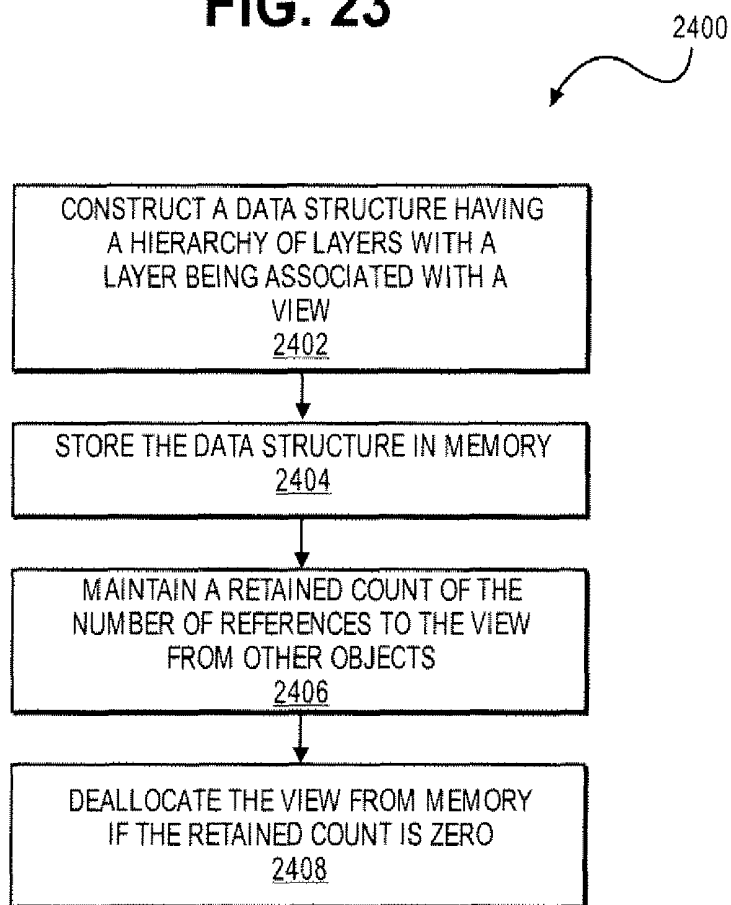 FIG. 23
2400
CONSTRUCT A DATA STRUCTURE HAVING
A HIERARCHY OF LAYERS WITH A
LAYER BEING ASSOCIATED WITH A
VIEW
2402
STORE THE DATA STRUCTURE IN MEMORY
2404
MAINTAIN A RETAINED COUNT OF THE
NUMBER OF REFERENCES TO THE VIEW
FROM OTHER OBJECTS
2406
DEALLOCATE THE VIEW FROM MEMORY
IF THE RETAINED COUNT IS ZERO
2408